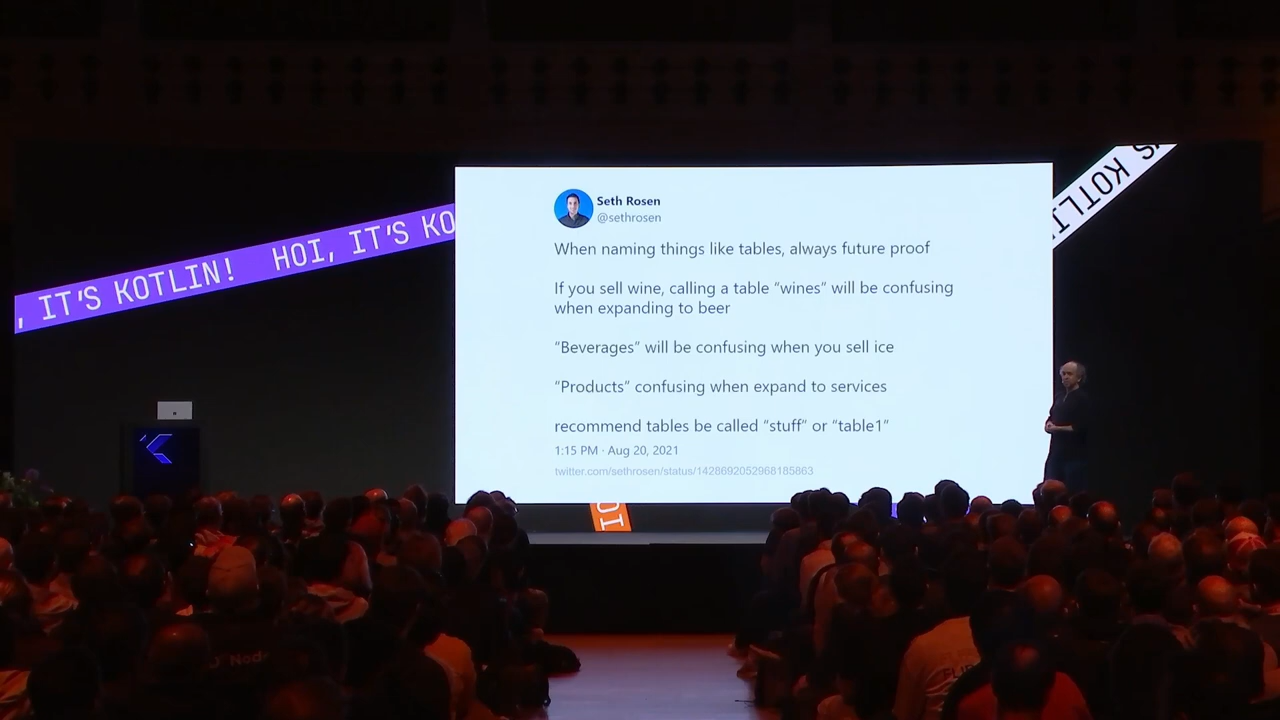 , IT'S KOTLIN! HOI, IT'S KO
'S KOTLI
Seth Rosen
@sethrosen
When naming things like tables, always future proof
If you sell wine, calling a table “wines” will be confusing
when expanding to beer
“Beverages” will be confusing when you sell ice
“Products” confusing when expand to services
recommend tables be called “stuff” or “table1”
1:15 PM · Aug 20, 2021
twitter.com/sethrosen/status/1428692052968185863
OI